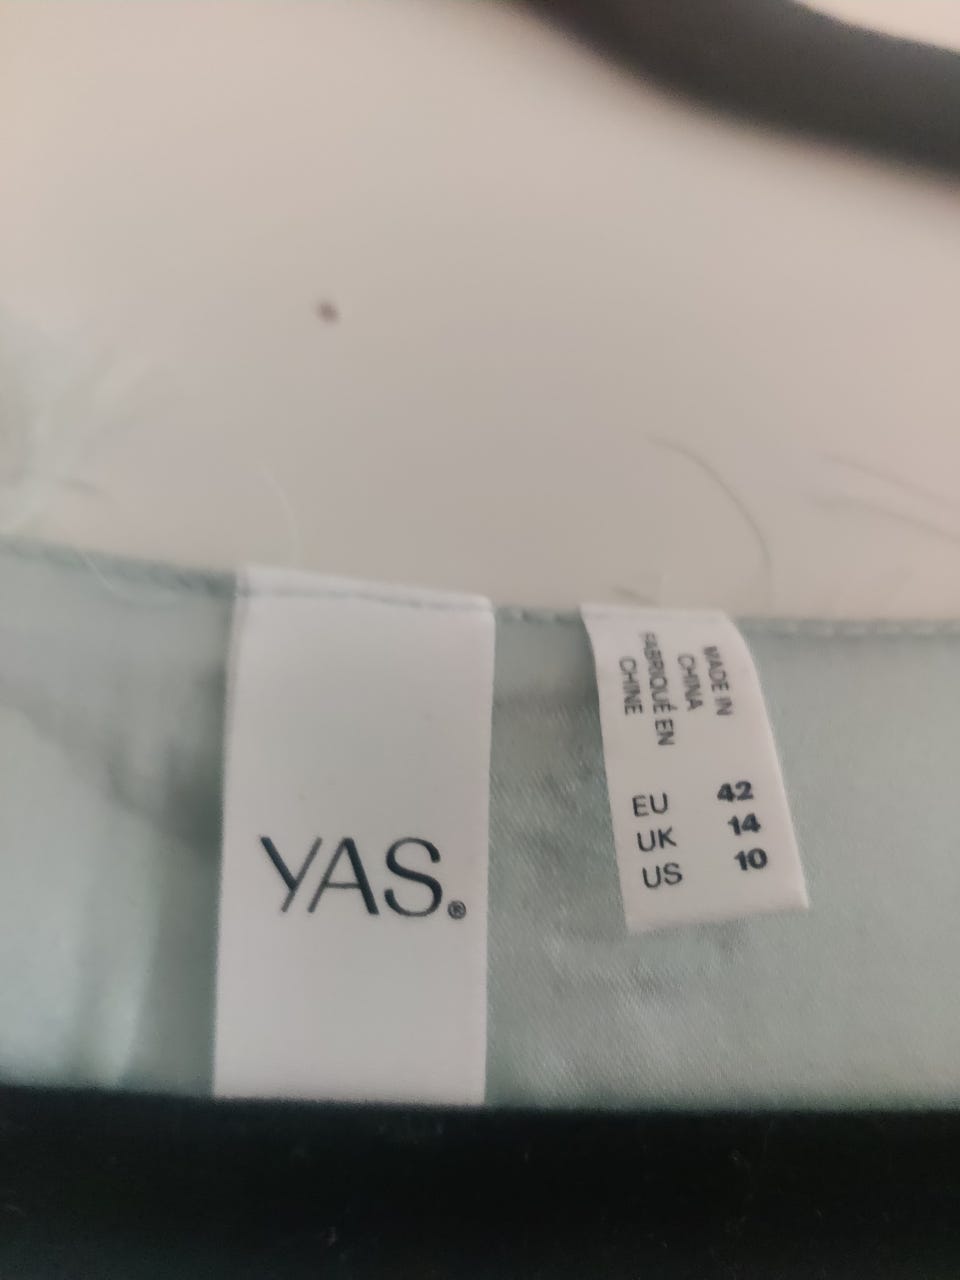 YAS.®
MADE IN
CHINA
FABRIQUÉ EN
CHINE
EU 42
UK 14
US 10